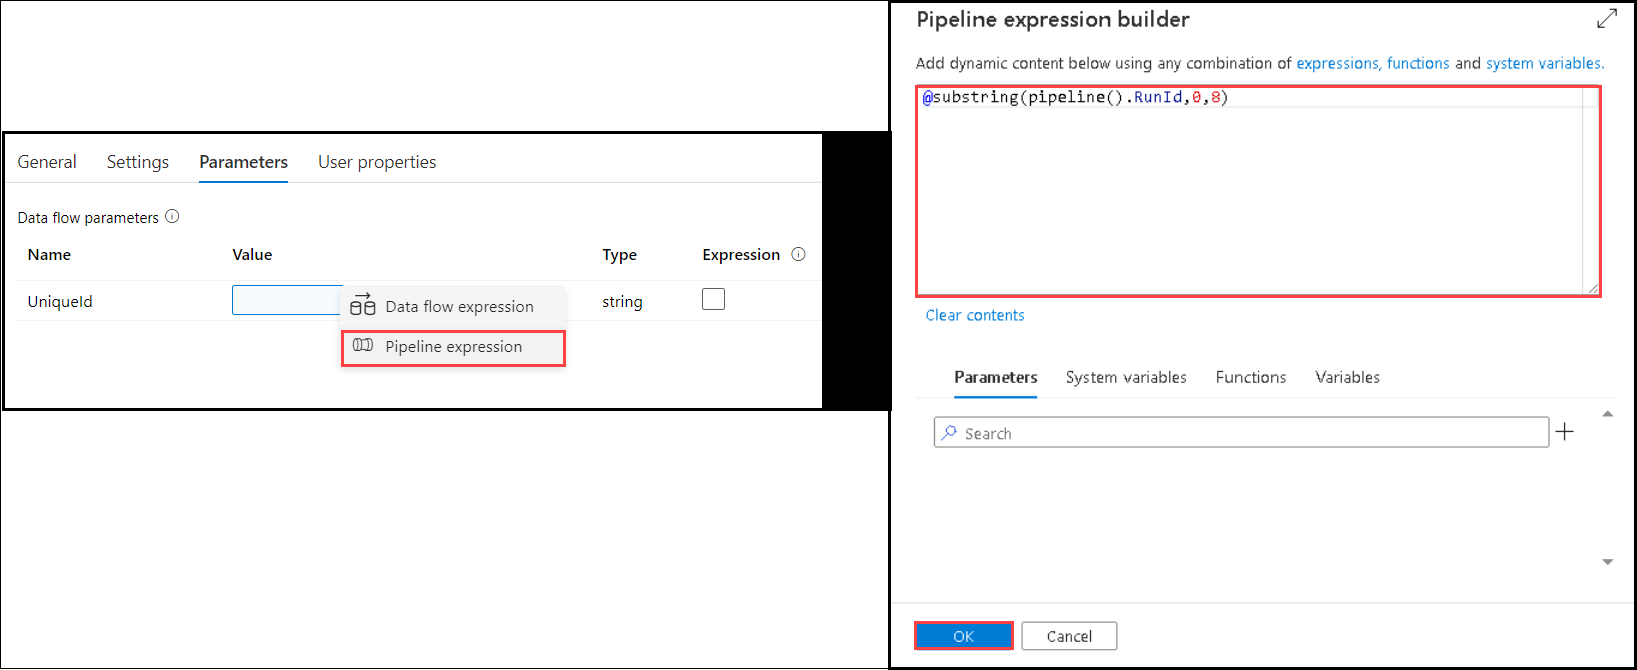 General Settings Parameters User properties
Data flow parameters
Name Value Type Expression
UniqueId string
Data flow expression
Pipeline expression
Pipeline expression builder
Add dynamic content below using any combination of expressions, functions and system variables.
@substring(pipeline().RunId,0,8)
Clear contents
Parameters System variables Functions Variables
Search
OK Cancel